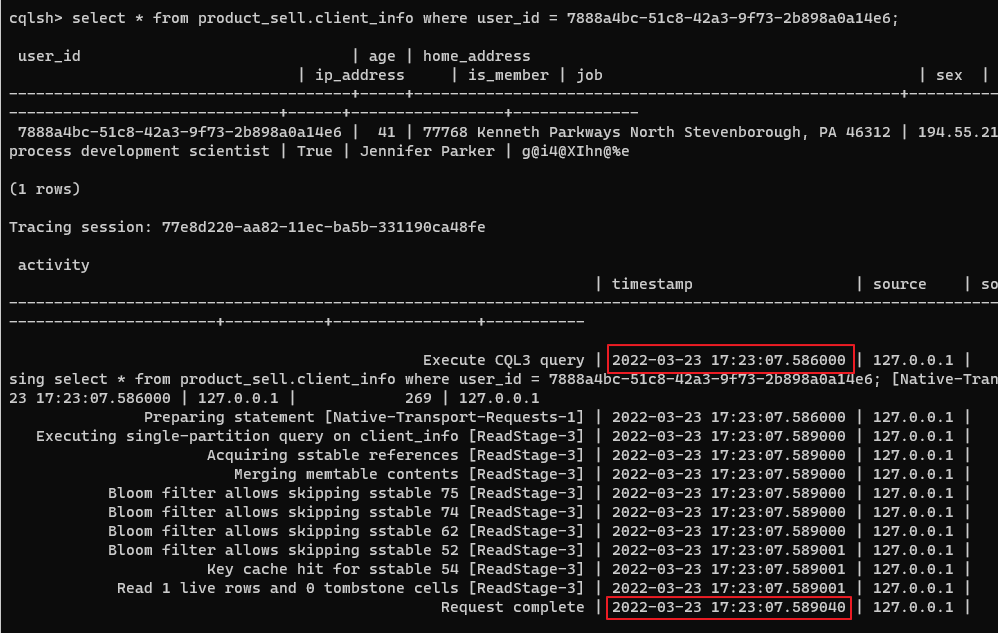 cqlsh> select * from product_sell.client_info where user_id = 7888a4bc-51c8-42a3-9f73-2b898a0a14e6;
user_id | age | home_address
| ip_address | is_member | job | sex |
--------------------------------------+-----+------------------------------------------------------+----------
------------------------------+------+-----------------+--------------
7888a4bc-51c8-42a3-9f73-2b898a0a14e6 | 41 | 77768 Kenneth Parkways North Stevenborough, PA 46312 | 194.55.21
process development scientist | True | Jennifer Parker | g@i4@XIhn@%e
(1 rows)
Tracing session: 77e8d220-aa82-11ec-ba5b-331190ca48fe
activity
| timestamp | source | so
--------------------------------------------------------------------------------------------------------------
-----------------------+-----------+----------------+-----------
Execute CQL3 query | 2022-03-23 17:23:07.586000 | 127.0.0.1 |
sing select * from product_sell.client_info where user_id = 7888a4bc-51c8-42a3-9f73-2b898a0a14e6; [Native-Tran
23 17:23:07.586000 | 127.0.0.1 | 269 | 127.0.0.1
Preparing statement [Native-Transport-Requests-1] | 2022-03-23 17:23:07.586000 | 127.0.0.1 |
Executing single-partition query on client_info [ReadStage-3] | 2022-03-23 17:23:07.589000 | 127.0.0.1 |
Acquiring sstable references [ReadStage-3] | 2022-03-23 17:23:07.589000 | 127.0.0.1 |
Merging memtable contents [ReadStage-3] | 2022-03-23 17:23:07.589000 | 127.0.0.1 |
Bloom filter allows skipping sstable 75 [ReadStage-3] | 2022-03-23 17:23:07.589000 | 127.0.0.1 |
Bloom filter allows skipping sstable 74 [ReadStage-3] | 2022-03-23 17:23:07.589000 | 127.0.0.1 |
Bloom filter allows skipping sstable 62 [ReadStage-3] | 2022-03-23 17:23:07.589000 | 127.0.0.1 |
Bloom filter allows skipping sstable 52 [ReadStage-3] | 2022-03-23 17:23:07.589001 | 127.0.0.1 |
Key cache hit for sstable 54 [ReadStage-3] | 2022-03-23 17:23:07.589001 | 127.0.0.1 |
Read 1 live rows and 0 tombstone cells [ReadStage-3] | 2022-03-23 17:23:07.589001 | 127.0.0.1 |
Request complete | 2022-03-23 17:23:07.589040 | 127.0.0.1 |